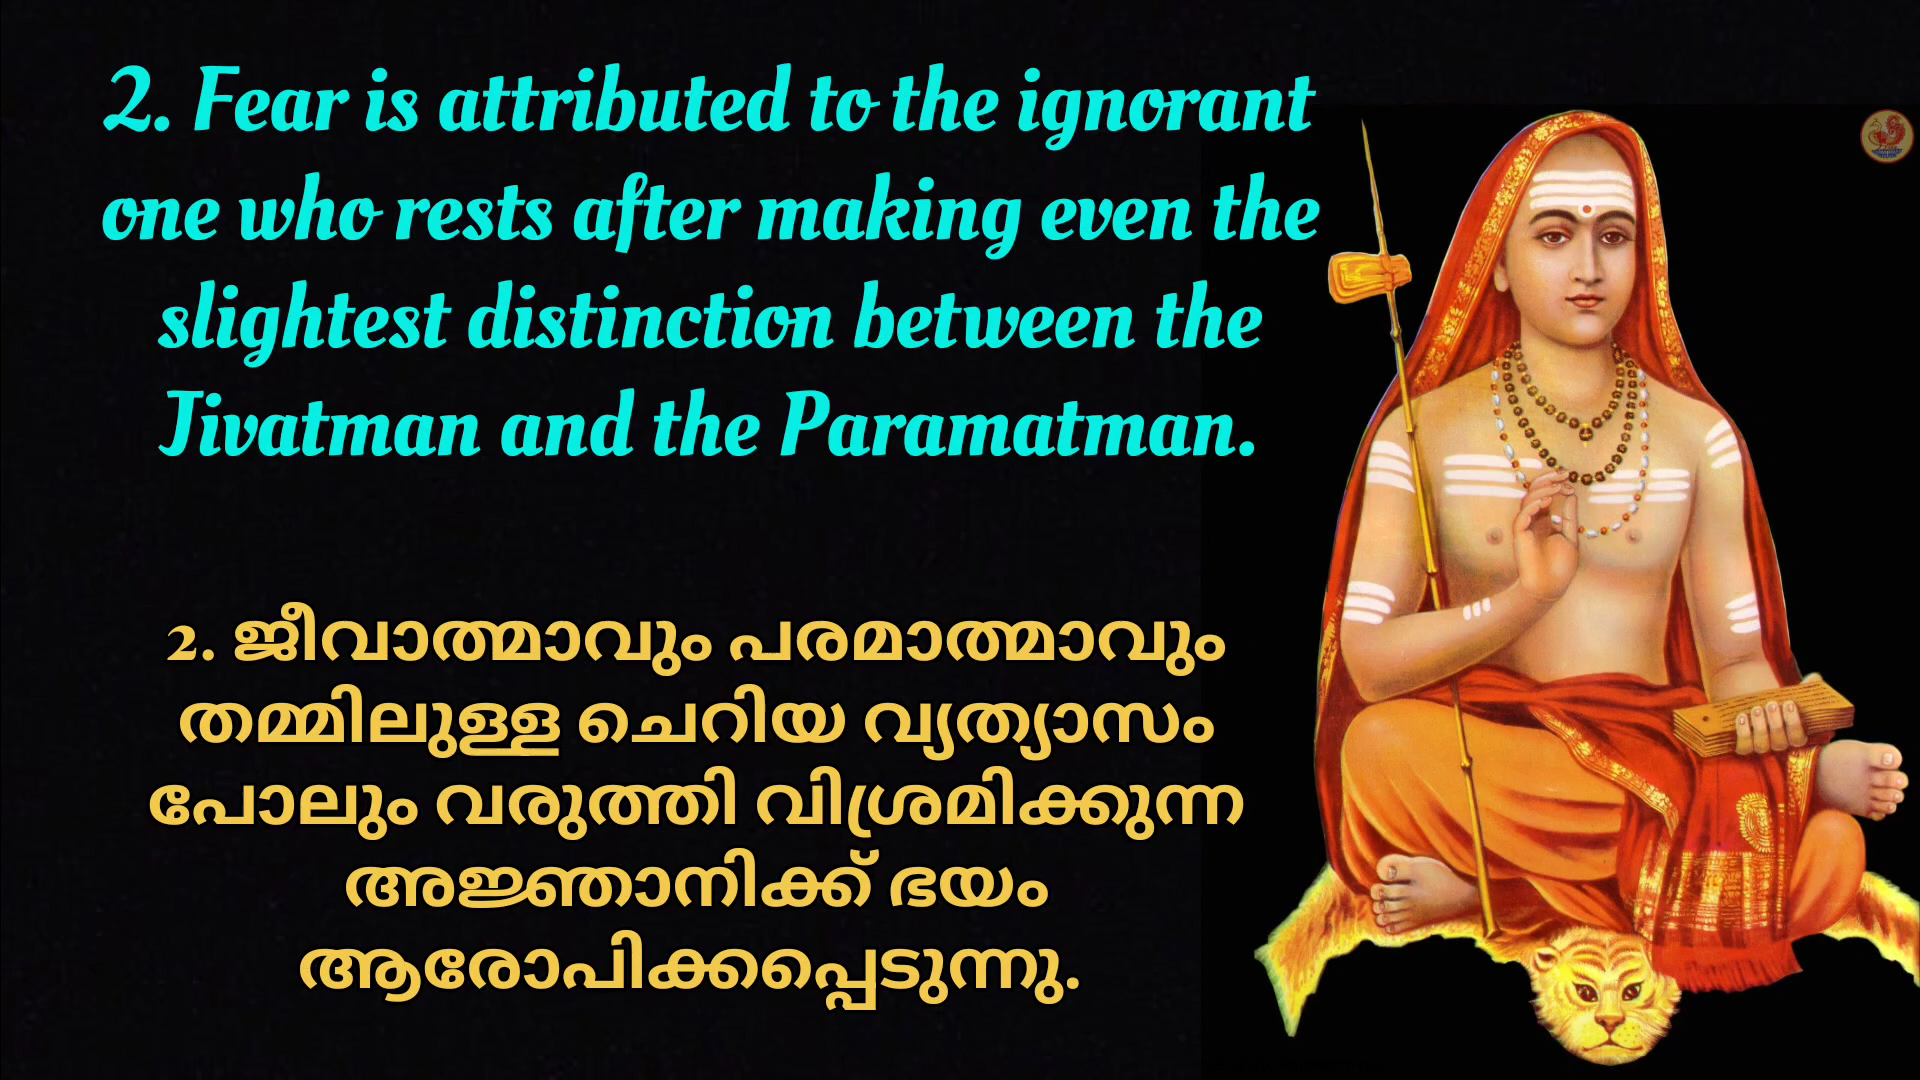 2. Fear is attributed to the ignorant
one who rests after making even the
slightest distinction between the
Jivatman and the Paramatman.
2. ജീവാത്മാവും പരമാത്മാവും
തമ്മിലുള്ള ചെറിയ വ്യത്യാസം
പോലും വരുത്തി വിശ്രമിക്കുന്ന
അജ്ഞാനിക്ക് ഭയം
ആരോപിക്കപ്പെടുന്നു.